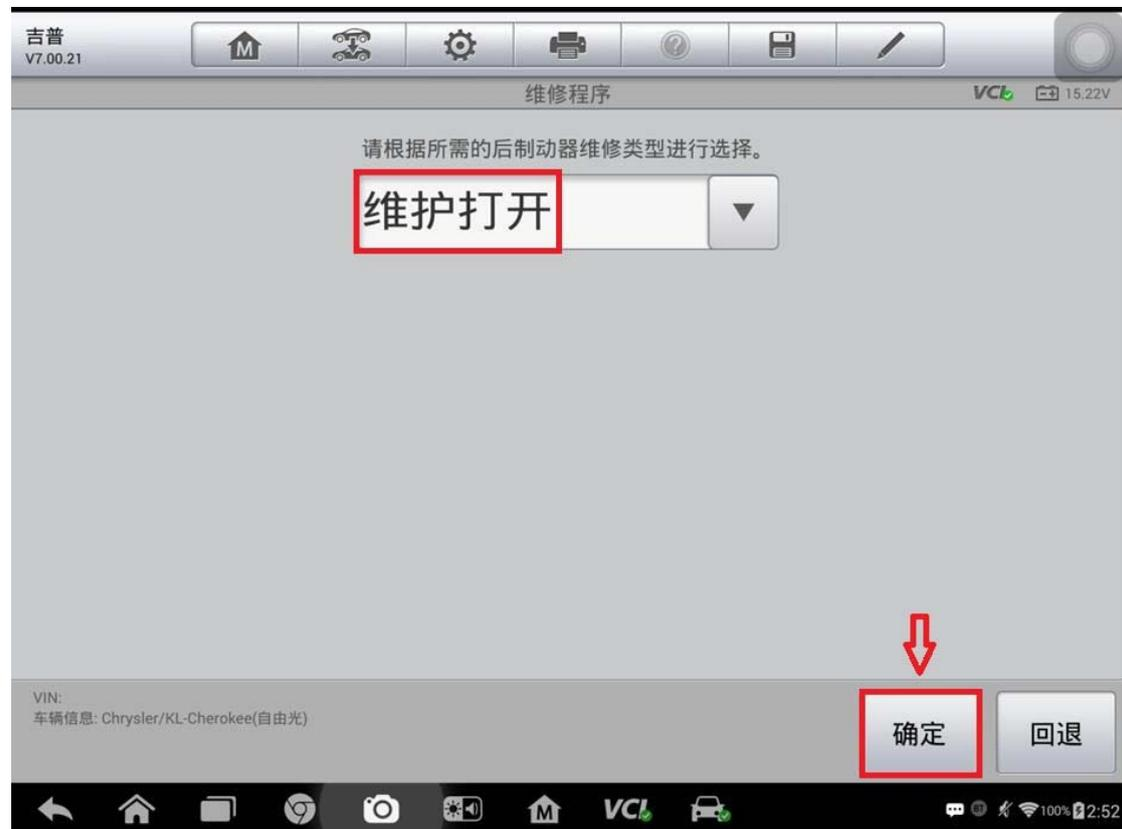 吉普
V7.00.21
维修程序
VCI 15.22V
请根据所需的后制动器维修类型进行选择。
维护打开
VIN:
车辆信息: Chrysler/KL-Cherokee(自由光)
确定
回退
VCI
100% 2:52